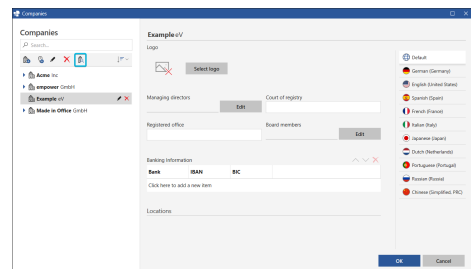 Companies
Companies
Search...
Acme Inc
empower GmbH
Example eV
Made in Office GmbH
Example eV
Logo
Select logo
Managing directors
Edit
Court of registry
Registered office
Board members
Edit
Banking information
Bank IBAN BIC
Click here to add a new item
Locations
Default
German (Germany)
English (United States)
Spanish (Spain)
French (France)
Italian (Italy)
Japanese (Japan)
Dutch (Netherlands)
Portuguese (Portugal)
Russian (Russia)
Chinese (Simplified, PRC)
OK Cancel